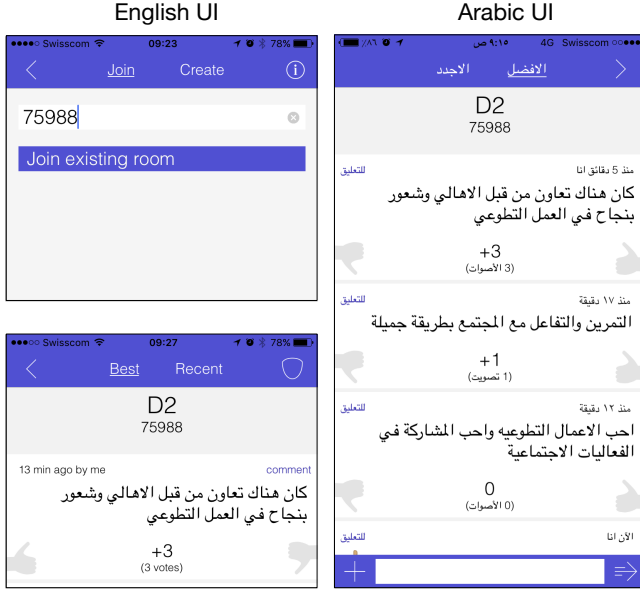 English UI
Swisscom 09:23 78%
Join Create
75988
Join existing room
Swisscom 09:27 78%
Best Recent
D2
75988
13 min ago by me comment
كان هناك تعاون من قبل الاهالي وشعور
بنجاح في العمل التطوعي
+3
(3 votes)
Arabic UI
٪٨٦ ٩:١٥ ص 4G Swisscom
الافضل الاجدد
D2
75988
منذ 5 دقائق انا للتعليق
كان هناك تعاون من قبل الاهالي وشعور
بنجاح في العمل التطوعي
+3
(3 الأصوات)
منذ ١٧ دقيقة للتعليق
التمرين والتفاعل مع المجتمع بطريقة جميلة
+1
(1 تصويت)
منذ ١٢ دقيقة للتعليق
احب الاعمال التطوعيه واحب المشاركة في
الفعاليات الاجتماعية
0
(0 الأصوات)
الآن انا للتعليق